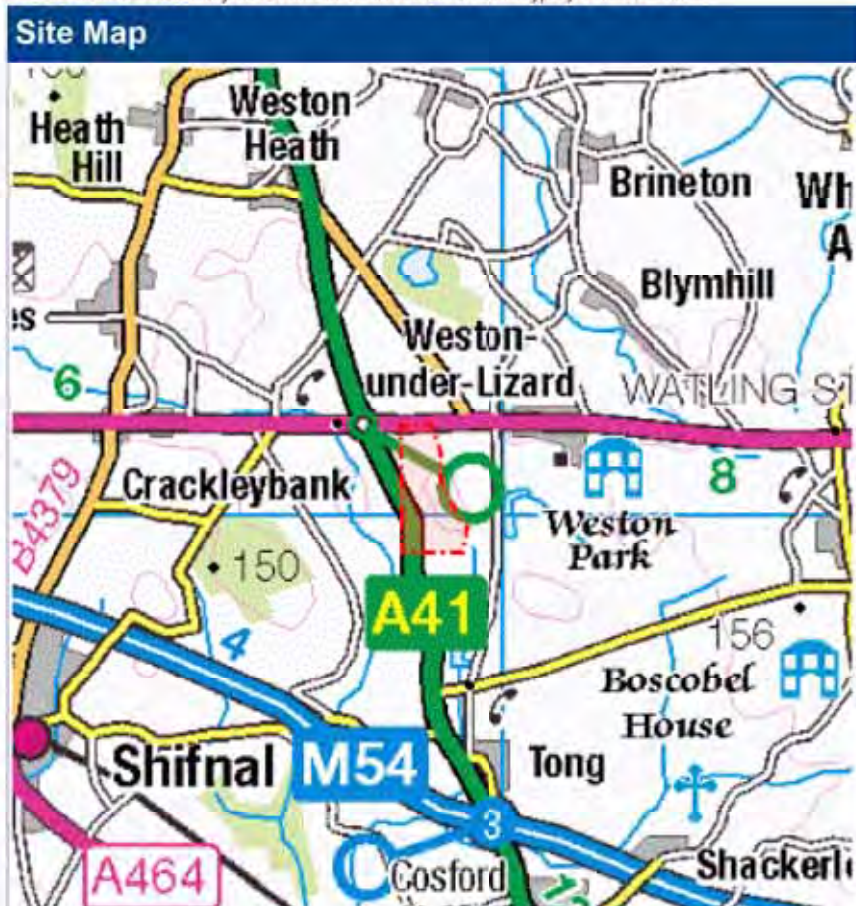 Site Map
Weston
Heath
Heath
Hill
Brineton
Wh
A
Blymhill
es
Weston-
under-Lizard
6
WATLING ST
8
B4379
Crackleybank
Weston
Park
150
A41
4
156
Boscobel
House
Shifnal
M54
Tong
3
A464
Cosford
Shackerl